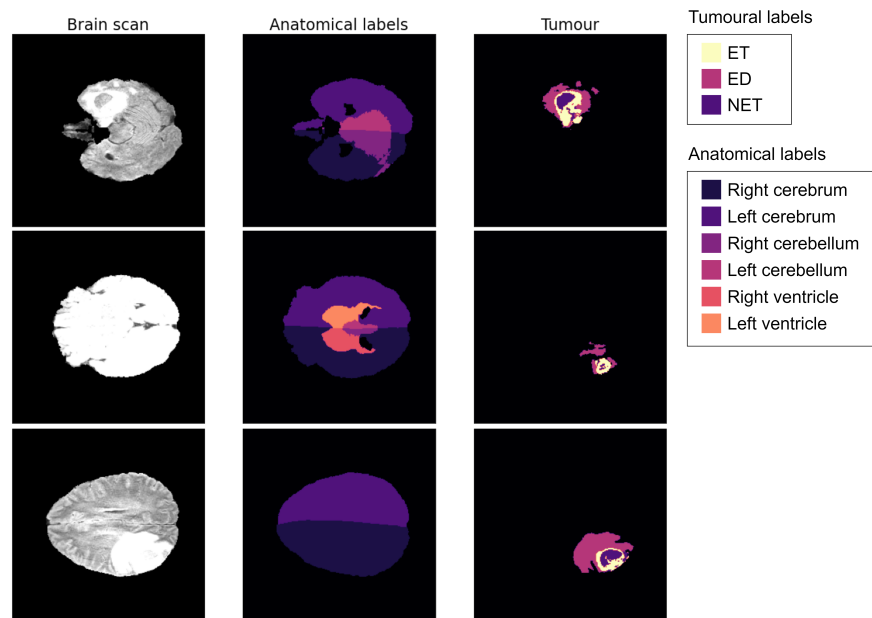 Brain scan
Anatomical labels
Tumour
Tumoural labels
ET
ED
NET
Anatomical labels
Right cerebrum
Left cerebrum
Right cerebellum
Left cerebellum
Right ventricle
Left ventricle